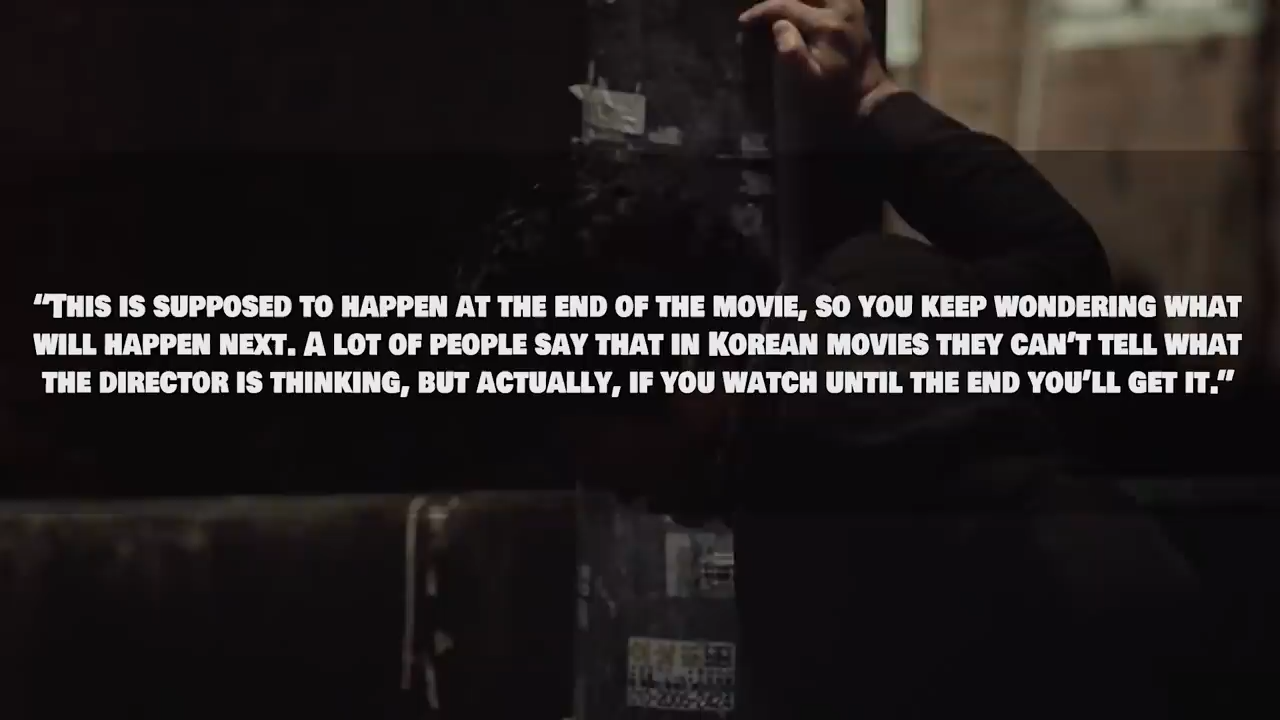 “This is supposed to happen at the end of the movie, so you keep wondering what
will happen next. A lot of people say that in Korean movies they can’t tell what
the director is thinking, but actually, if you watch until the end you’ll get it.”